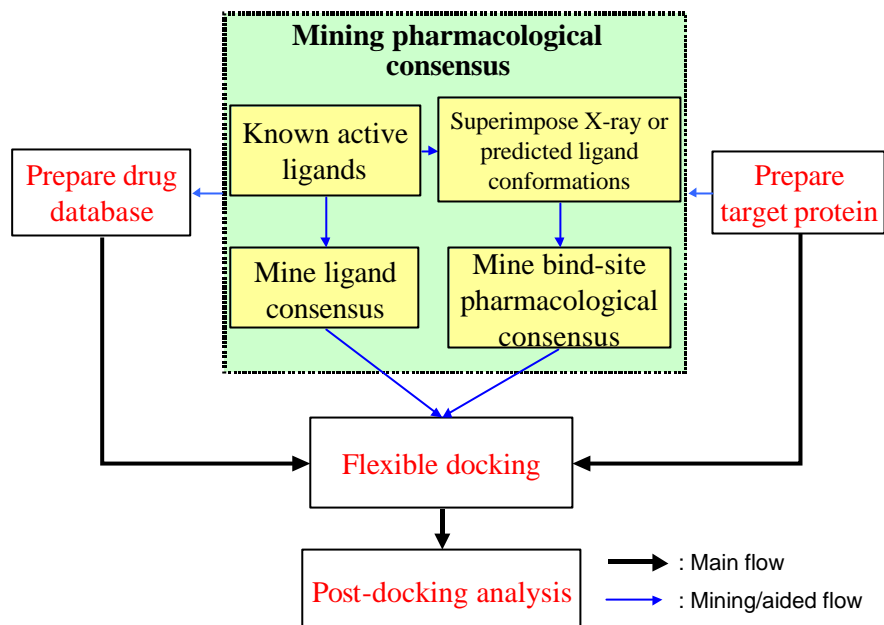 Mining pharmacological
consensus
Known active
ligands
Superimpose X-ray or
predicted ligand
conformations
Prepare drug
database
Prepare
target protein
Mine ligand
consensus
Mine bind-site
pharmacological
consensus
Flexible docking
Post-docking analysis
: Main flow
: Mining/aided flow